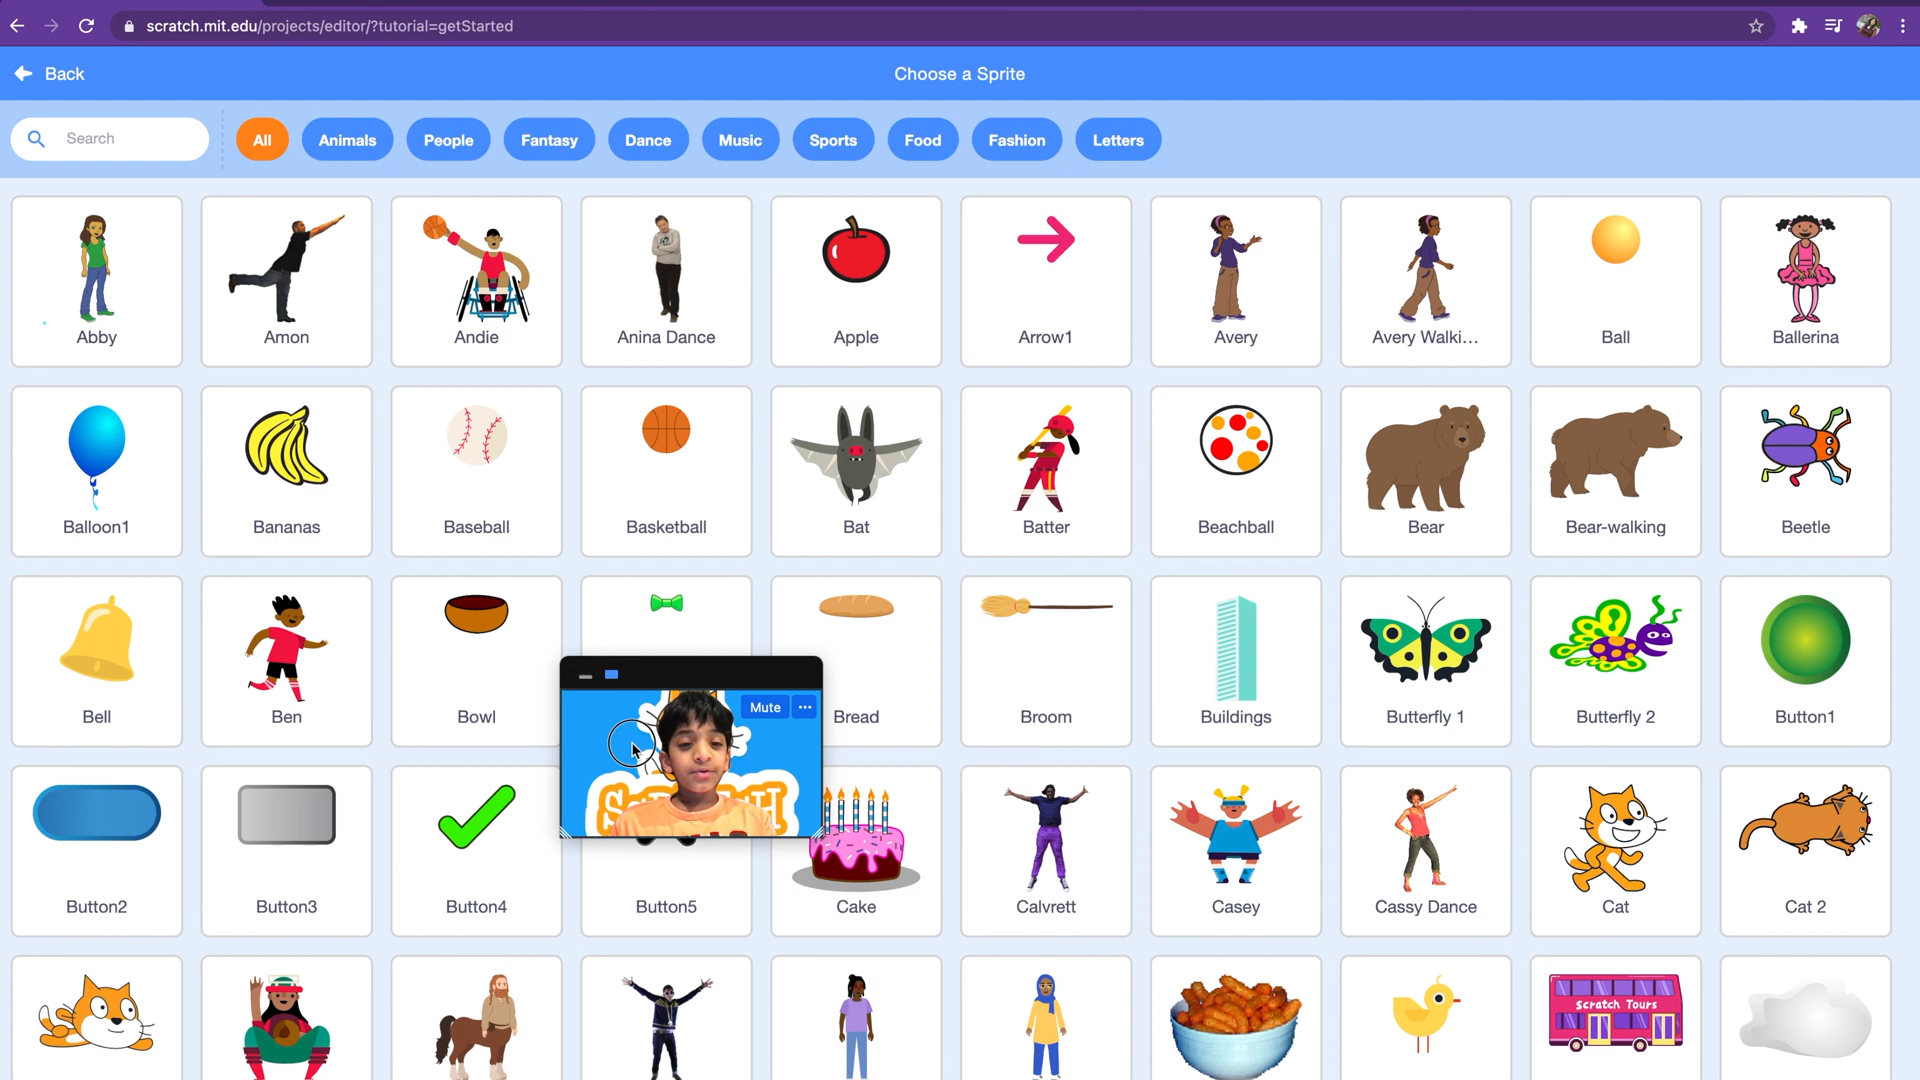 scratch.mit.edu/projects/editor/?tutorial=getStarted
Back
Choose a Sprite
Search
All
Animals
People
Fantasy
Dance
Music
Sports
Food
Fashion
Letters
Abby
Amon
Andie
Anina Dance
Apple
Arrow1
Avery
Avery Walki...
Ball
Ballerina
Balloon1
Bananas
Baseball
Basketball
Bat
Batter
Beachball
Bear
Bear-walking
Beetle
Bell
Ben
Bowl
Mute
Bread
Broom
Buildings
Butterfly 1
Butterfly 2
Button1
Button2
Button3
Button4
Button5
Cake
Calvrett
Casey
Cassy Dance
Cat
Cat 2
Scratch Tours